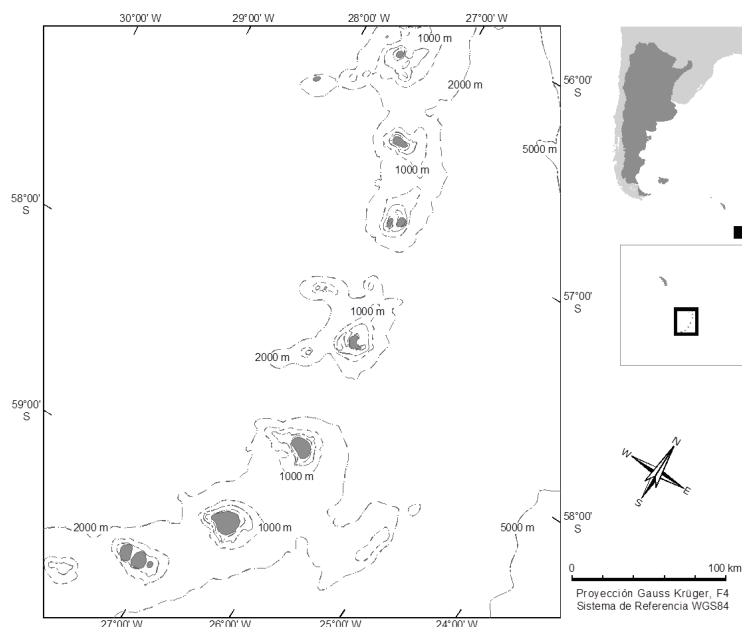 30°00' W
29°00' W
28°00' W
27°00' W
1000 m
2000 m
56°00'
S
5000 m
1000 m
58°00'
S
57°00'
S
1000 m
2000 m
59°00'
S
1000 m
2000 m
1000 m
5000 m
58°00'
S
27°00' W
26°00' W
25°00' W
24°00' W
N
W
E
S
0
100 km
Proyección Gauss Krüger, F4
Sistema de Referencia WGS84